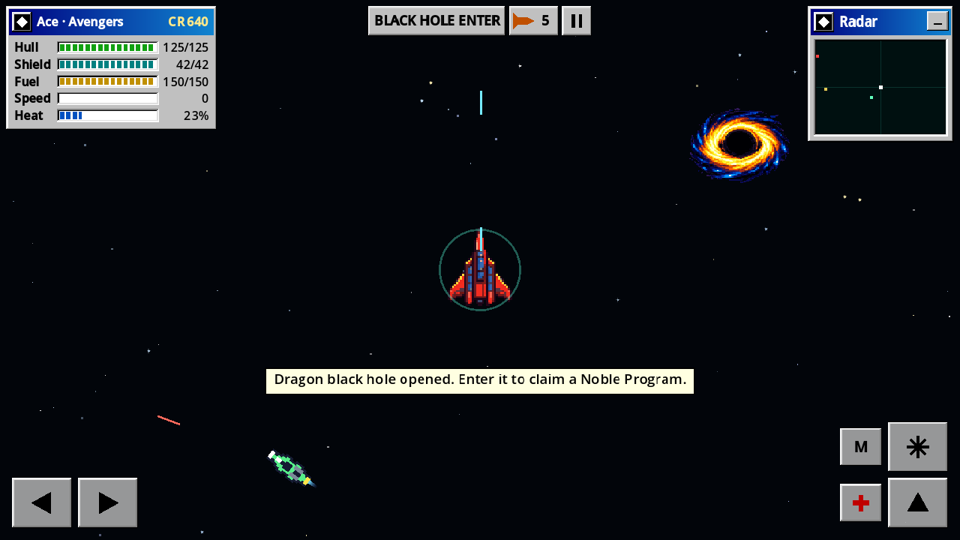 Ace · Avengers CR 640
Hull 125/125
Shield 42/42
Fuel 150/150
Speed 0
Heat 23%
BLACK HOLE ENTER
5
Radar
Dragon black hole opened. Enter it to claim a Noble Program.
M